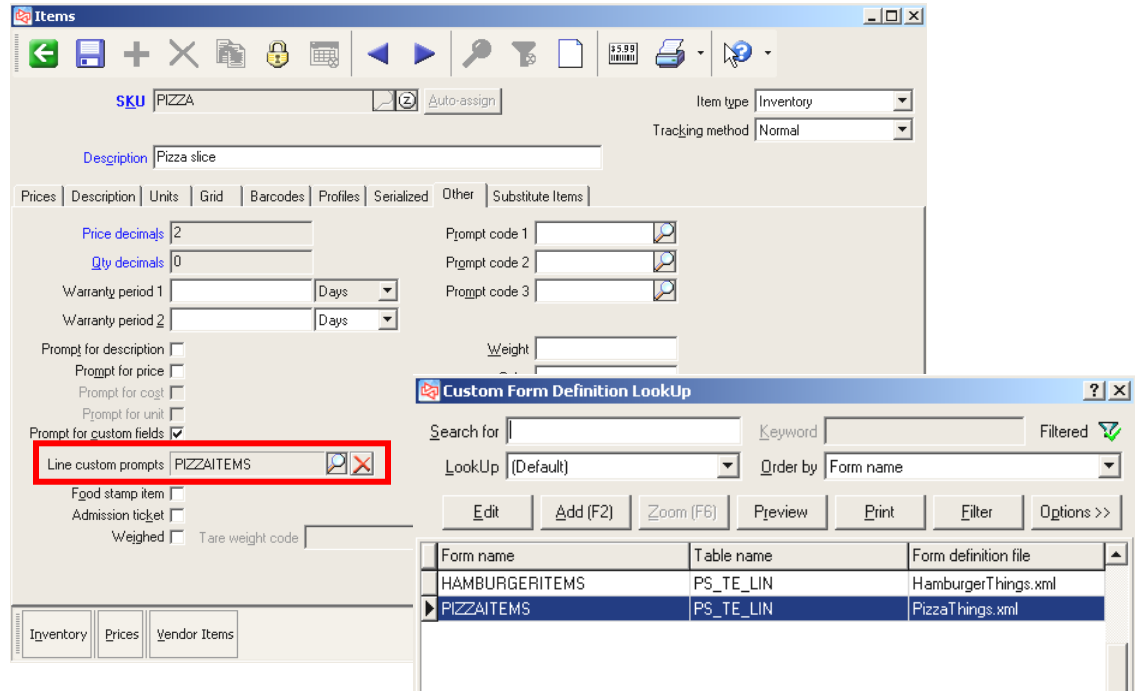 Items
$5.99
SKU PIZZA Auto-assign Item type Inventory
Tracking method Normal
Description Pizza slice
Prices Description Units Grid Barcodes Profiles Serialized Other Substitute Items
Price decimals 2 Prompt code 1
Qty decimals 0 Prompt code 2
Warranty period 1 Days Prompt code 3
Warranty period 2 Days
Prompt for description Weight
Prompt for price
Prompt for cost
Prompt for unit
Prompt for custom fields
Line custom prompts PIZZAITEMS
Food stamp item
Admission ticket
Weighed Tare weight code
Inventory Prices Vendor Items
Custom Form Definition LookUp
Search for Keyword Filtered
LookUp (Default) Order by Form name
Edit Add (F2) Zoom (F6) Preview Print Filter Options >>
Form name Table name Form definition file
HAMBURGERITEMS PS_TE_LIN HamburgerThings.xml
PIZZAITEMS PS_TE_LIN PizzaThings.xml